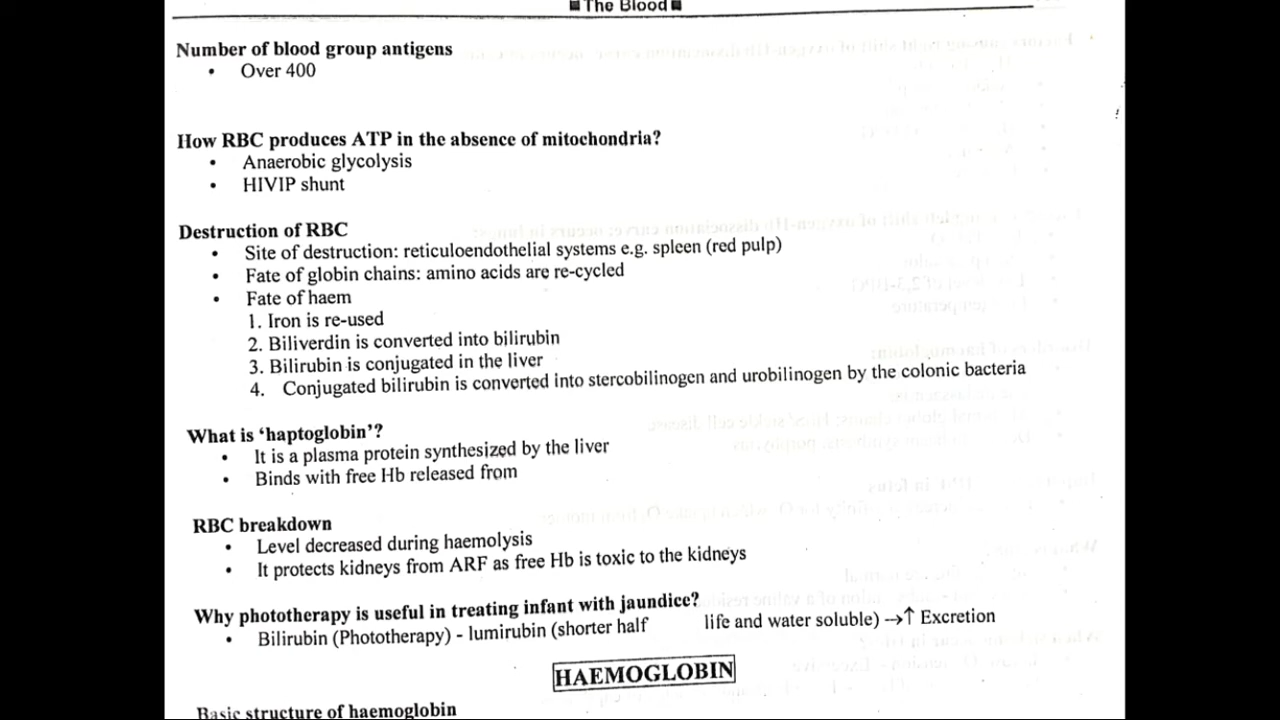 ■The Blood■
Number of blood group antigens
• Over 400
How RBC produces ATP in the absence of mitochondria?
• Anaerobic glycolysis
• HIVIP shunt
Destruction of RBC
• Site of destruction: reticuloendothelial systems e.g. spleen (red pulp)
• Fate of globin chains: amino acids are re-cycled
• Fate of haem
1. Iron is re-used
2. Biliverdin is converted into bilirubin
3. Bilirubin is conjugated in the liver
4. Conjugated bilirubin is converted into stercobilinogen and urobilinogen by the colonic bacteria
What is ‘haptoglobin’?
• It is a plasma protein synthesized by the liver
• Binds with free Hb released from
RBC breakdown
• Level decreased during haemolysis
• It protects kidneys from ARF as free Hb is toxic to the kidneys
Why phototherapy is useful in treating infant with jaundice?
• Bilirubin (Phototherapy) - lumirubin (shorter half life and water soluble) →↑ Excretion
HAEMOGLOBIN
Basic structure of haemoglobin